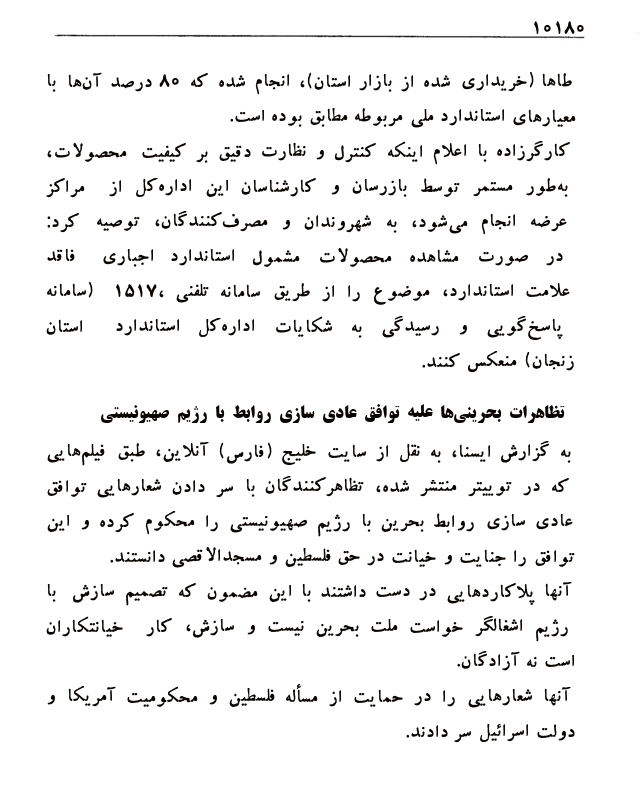 ۱۰۱۸۰
طاها (خریداری شده از بازار استان)، انجام شده که ۸۰ درصد آن‌ها با
معیارهای استاندارد ملی مربوطه مطابق بوده است.
کارگرزاده با اعلام اینکه کنترل و نظارت دقیق بر کیفیت محصولات،
به‌طور مستمر توسط بازرسان و کارشناسان این اداره‌کل از مراکز
عرضه انجام می‌شود، به شهروندان و مصرف‌کنندگان، توصیه کرد:
در صورت مشاهده محصولات مشمول استاندارد اجباری فاقد
علامت استاندارد، موضوع را از طریق سامانه تلفنی ،۱۵۱۷ (سامانه
پاسخ‌گویی و رسیدگی به شکایات اداره‌کل استاندارد استان
زنجان) منعکس کنند.
تظاهرات بحرینی‌ها علیه توافق عادی سازی روابط با رژیم صهیونیستی
به گزارش ایسنا، به نقل از سایت خلیج (فارس) آنلاین، طبق فیلم‌هایی
که در توییتر منتشر شده، تظاهرکنندگان با سر دادن شعارهایی توافق
عادی سازی روابط بحرین با رژیم صهیونیستی را محکوم کرده و این
توافق را جنایت و خیانت در حق فلسطین و مسجدالاقصی دانستند.
آنها پلاکاردهایی در دست داشتند با این مضمون که تصمیم سازش با
رژیم اشغالگر خواست ملت بحرین نیست و سازش، کار خیانتکاران
است نه آزادگان.
آنها شعارهایی را در حمایت از مسأله فلسطین و محکومیت آمریکا و
دولت اسرائیل سر دادند.